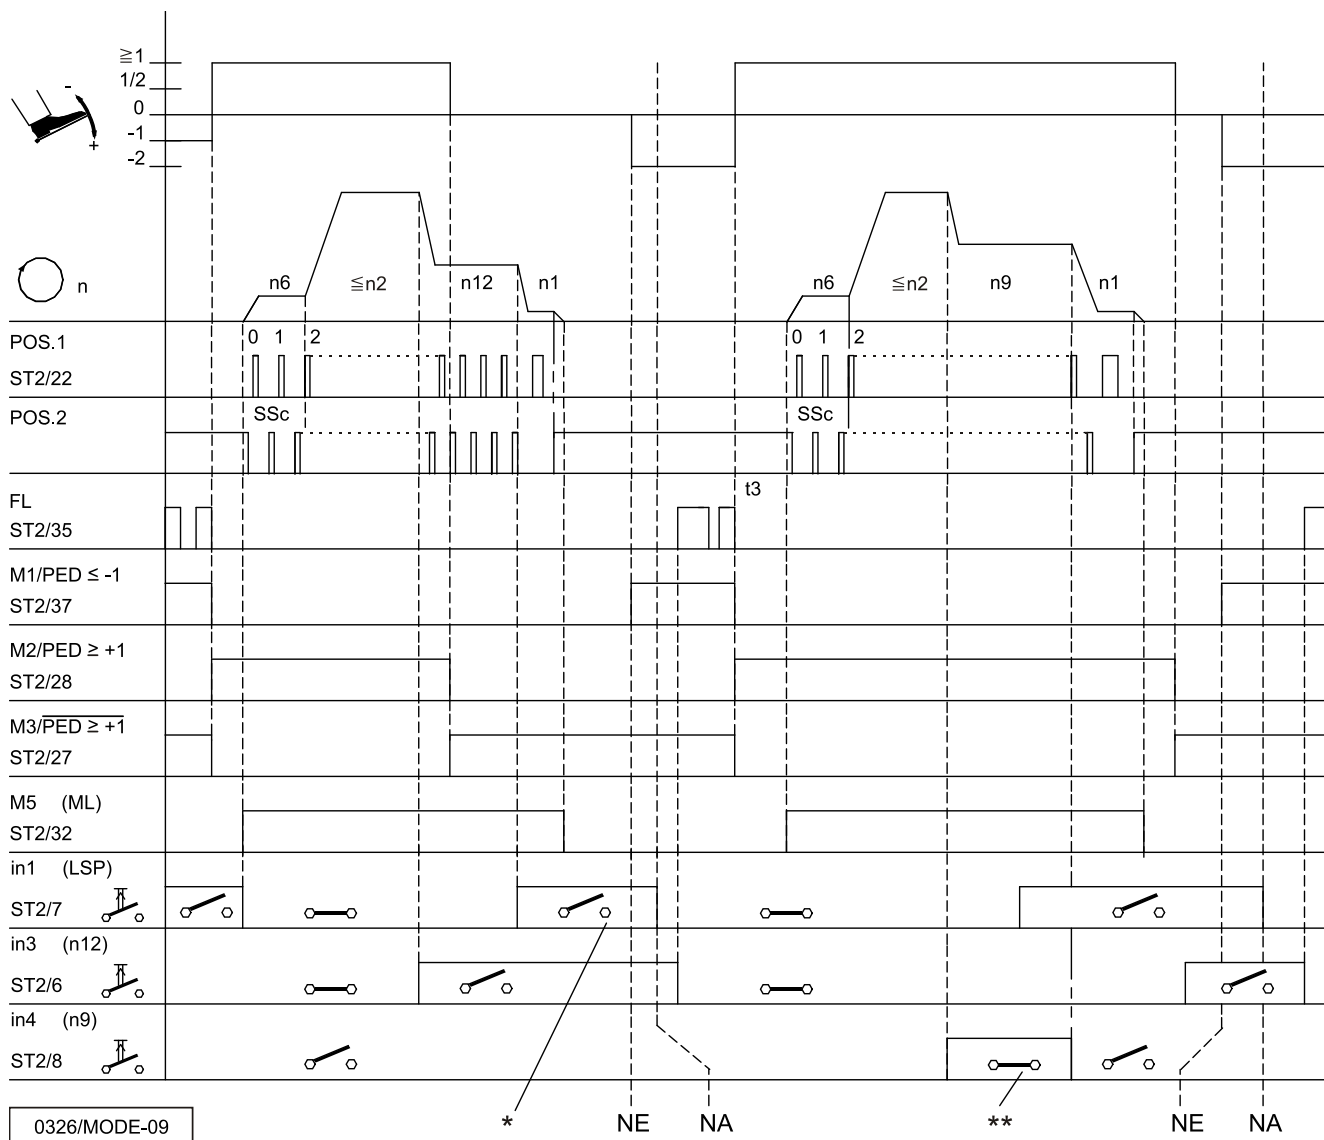 ≧1
1/2
0
-1
-2
-
+
n
n6
≦n2
n12
n1
n6
≦n2
n9
n1
POS.1
ST2/22
0 1 2
0 1 2
POS.2
SSc
SSc
FL
ST2/35
t3
M1/PED ≤ -1
ST2/37
M2/PED ≥ +1
ST2/28
M3/PED ≥ +1
ST2/27
M5 (ML)
ST2/32
in1 (LSP)
ST2/7
in3 (n12)
ST2/6
in4 (n9)
ST2/8
0326/MODE-09
*
NE
NA
**
NE
NA